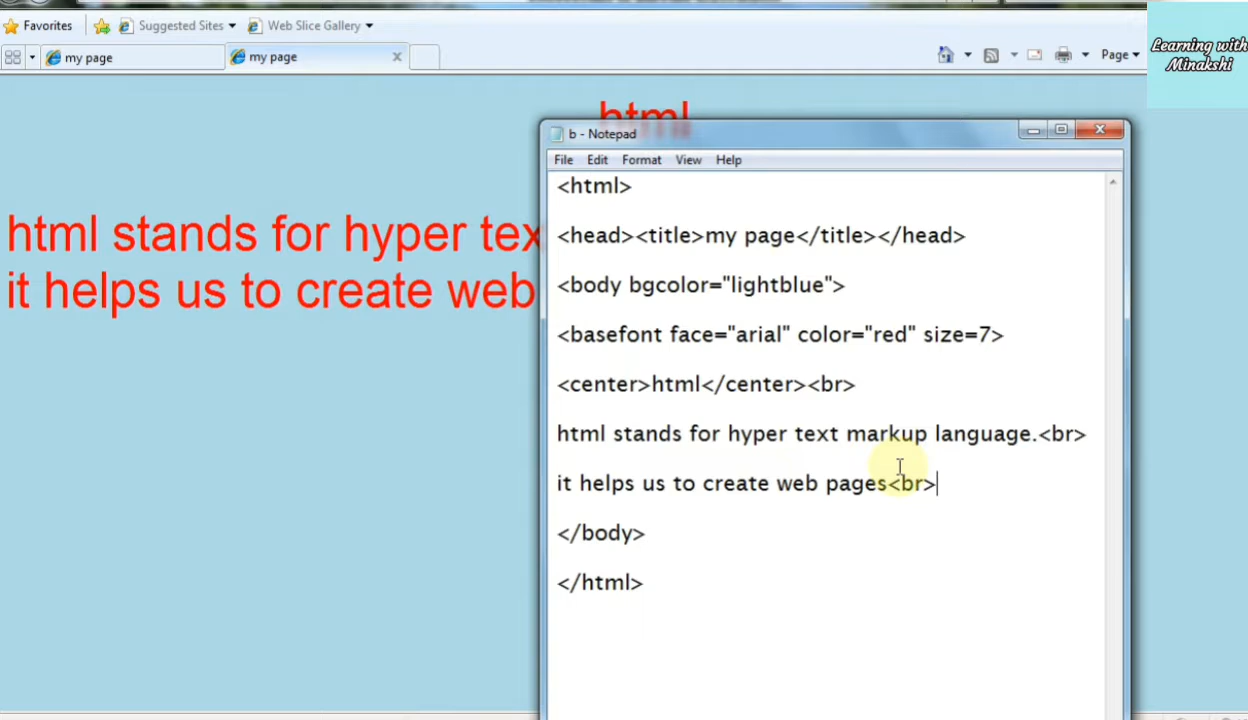 Favorites
Suggested Sites
Web Slice Gallery
my page
my page
Page
Learning with
Minakshi
html
html stands for hyper tex
it helps us to create web
b - Notepad
File Edit Format View Help
<html>
<head><title>my page</title></head>
<body bgcolor="lightblue">
<basefont face="arial" color="red" size=7>
<center>html</center><br>
html stands for hyper text markup language.<br>
it helps us to create web pages<br>
</body>
</html>